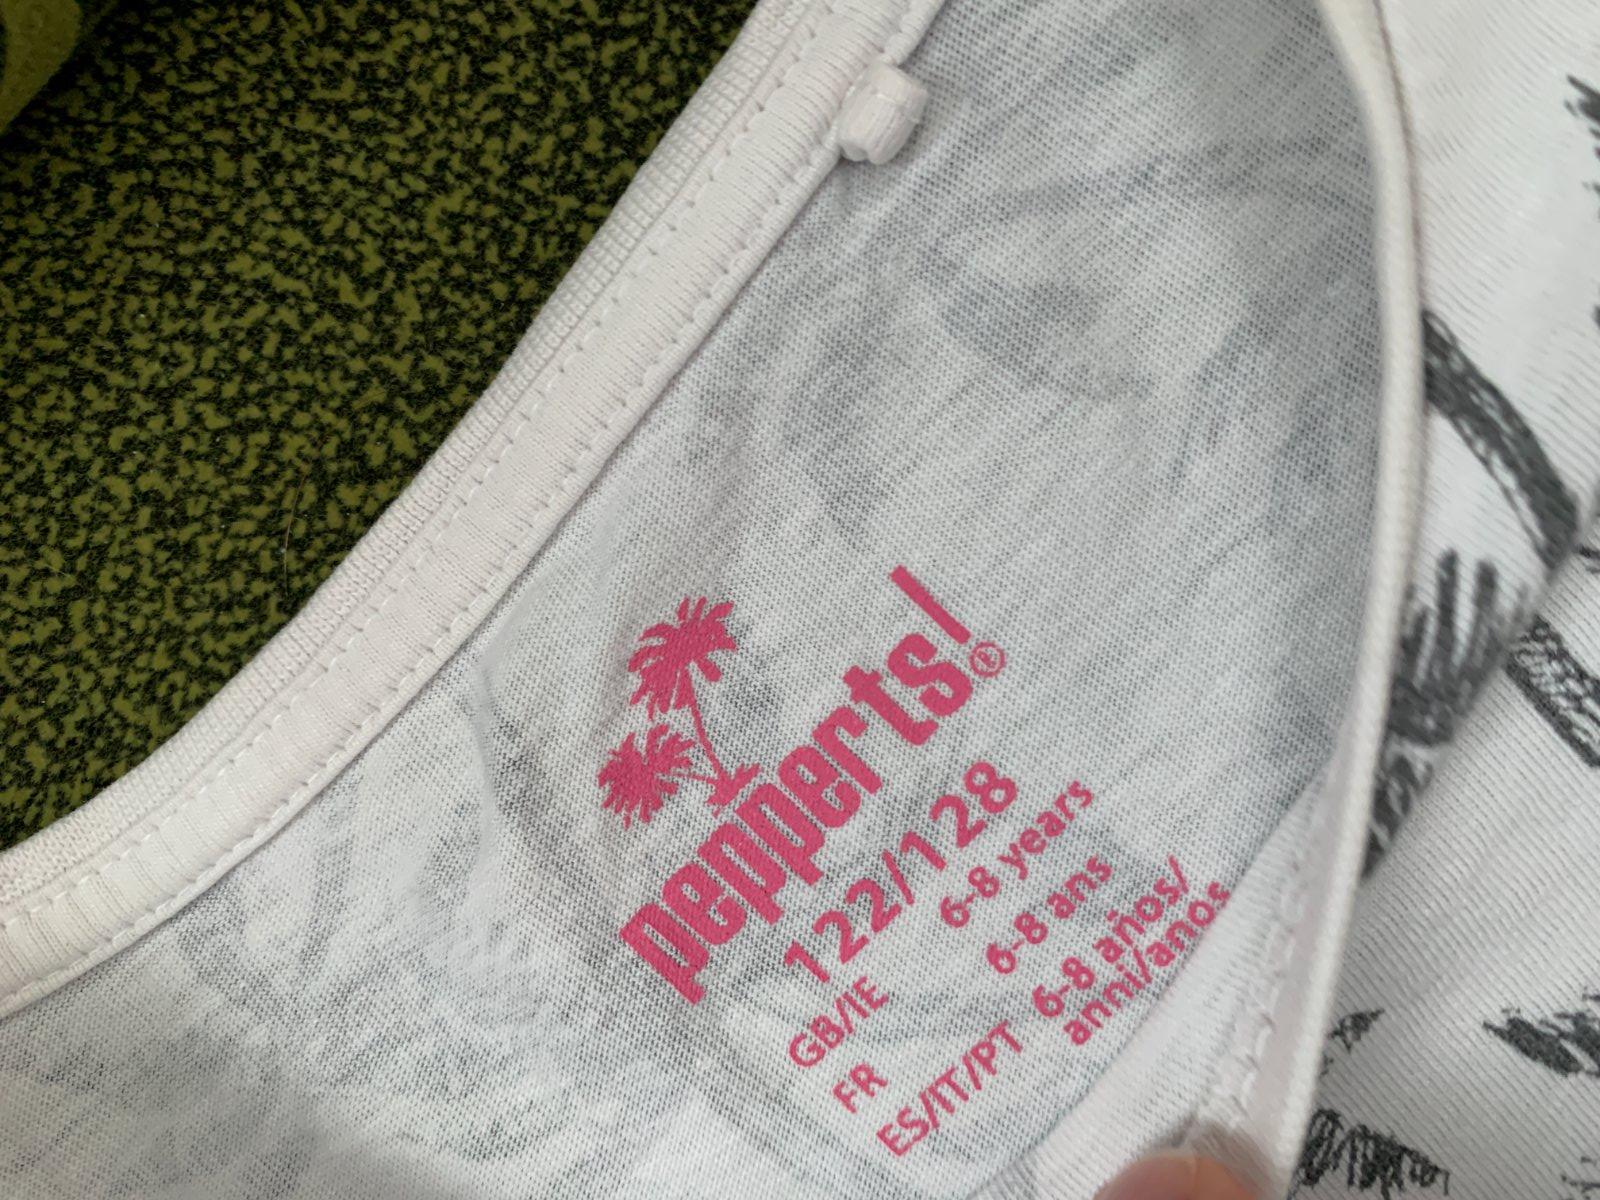 pepperts!®
122/128
GB/IE 6-8 years
FR 6-8 ans
ES/IT/PT 6-8 años/
anni/anos